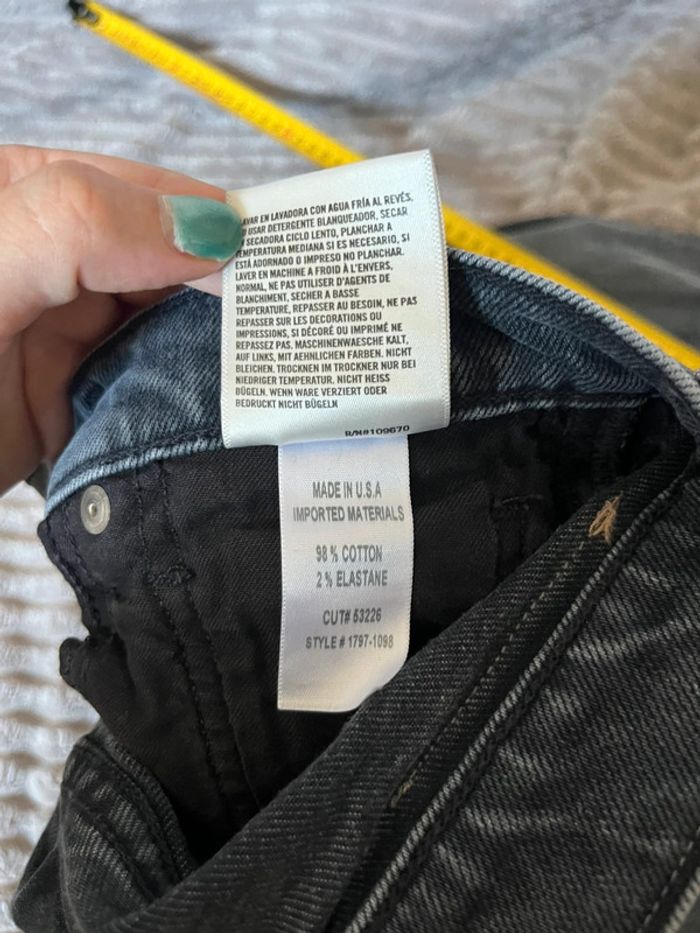 LAVAR EN LAVADORA CON AGUA FRÍA AL REVÉS,
USAR DETERGENTE BLANQUEADOR, SECAR
SECADORA CICLO LENTO, PLANCHAR A
TEMPERATURA MEDIANA SI ES NECESARIO, SI
ESTÁ ADORNADO O IMPRESO NO PLANCHAR.
LAVER EN MACHINE A FROID À L'ENVERS,
NORMAL, NE PAS UTILISER D'AGENTS DE
BLANCHIMENT, SECHER A BASSE
TEMPERATURE, REPASSER AU BESOIN, NE PAS
REPASSER SUR LES DECORATIONS OU
IMPRESSIONS, SI DÉCORÉ OU IMPRIMÉ NE
REPASSEZ PAS. MASCHINENWAESCHE KALT,
AUF LINKS, MIT AEHNLICHEN FARBEN. NICHT
BLEICHEN. TROCKNEN IM TROCKNER NUR BEI
NIEDRIGER TEMPERATUR. NICHT HEISS
BÜGELN. WENN WARE VERZIERT ODER
BEDRUCKT NICHT BÜGELN
R/N#109670
MADE IN U.S.A
IMPORTED MATERIALS
98 % COTTON
2 % ELASTANE
CUT# 53226
STYLE # 1797-1098